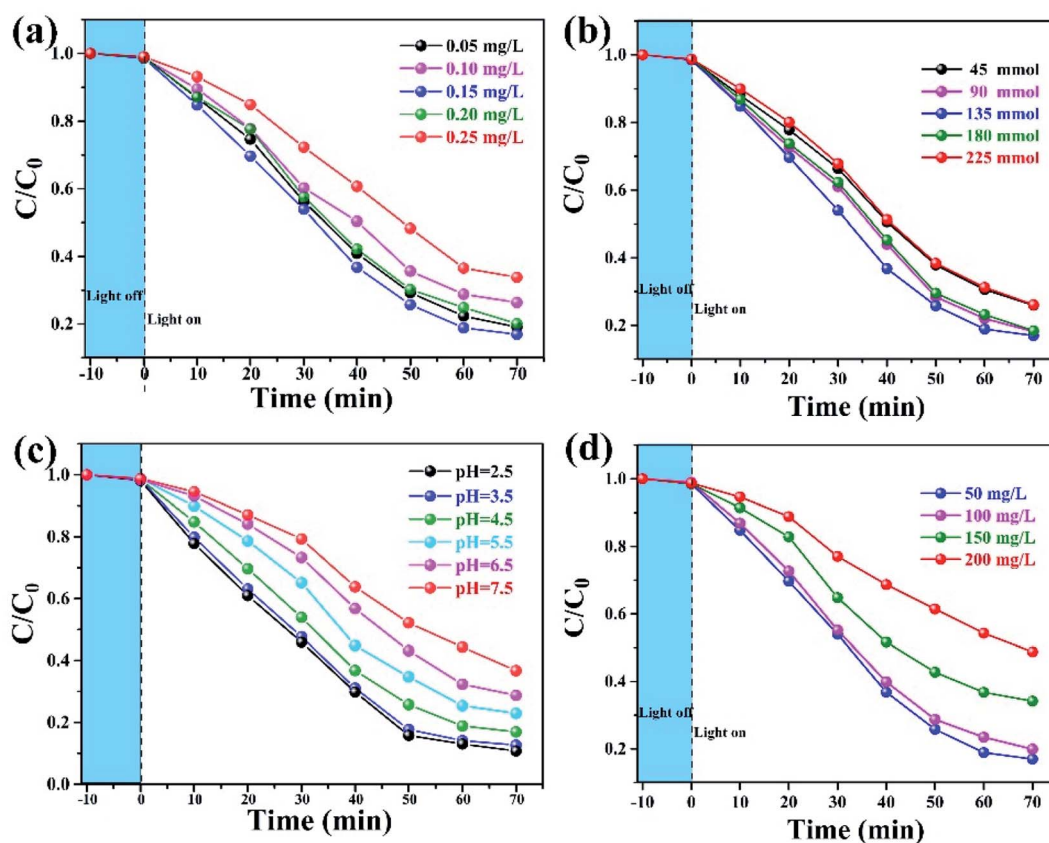 (a)
0.05 mg/L
0.10 mg/L
0.15 mg/L
0.20 mg/L
0.25 mg/L
C/C0
1.0
0.8
0.6
0.4
0.2
Light off
Light on
-10 0 10 20 30 40 50 60 70
Time (min)
(b)
45 mmol
90 mmol
135 mmol
180 mmol
225 mmol
C/C0
1.0
0.8
0.6
0.4
0.2
Light off
Light on
-10 0 10 20 30 40 50 60 70
Time (min)
(c)
pH=2.5
pH=3.5
pH=4.5
pH=5.5
pH=6.5
pH=7.5
C/C0
1.0
0.8
0.6
0.4
0.2
0.0
-10 0 10 20 30 40 50 60 70
Time (min)
(d)
50 mg/L
100 mg/L
150 mg/L
200 mg/L
C/C0
1.0
0.8
0.6
0.4
0.2
Light off
Light on
-10 0 10 20 30 40 50 60 70
Time (min)